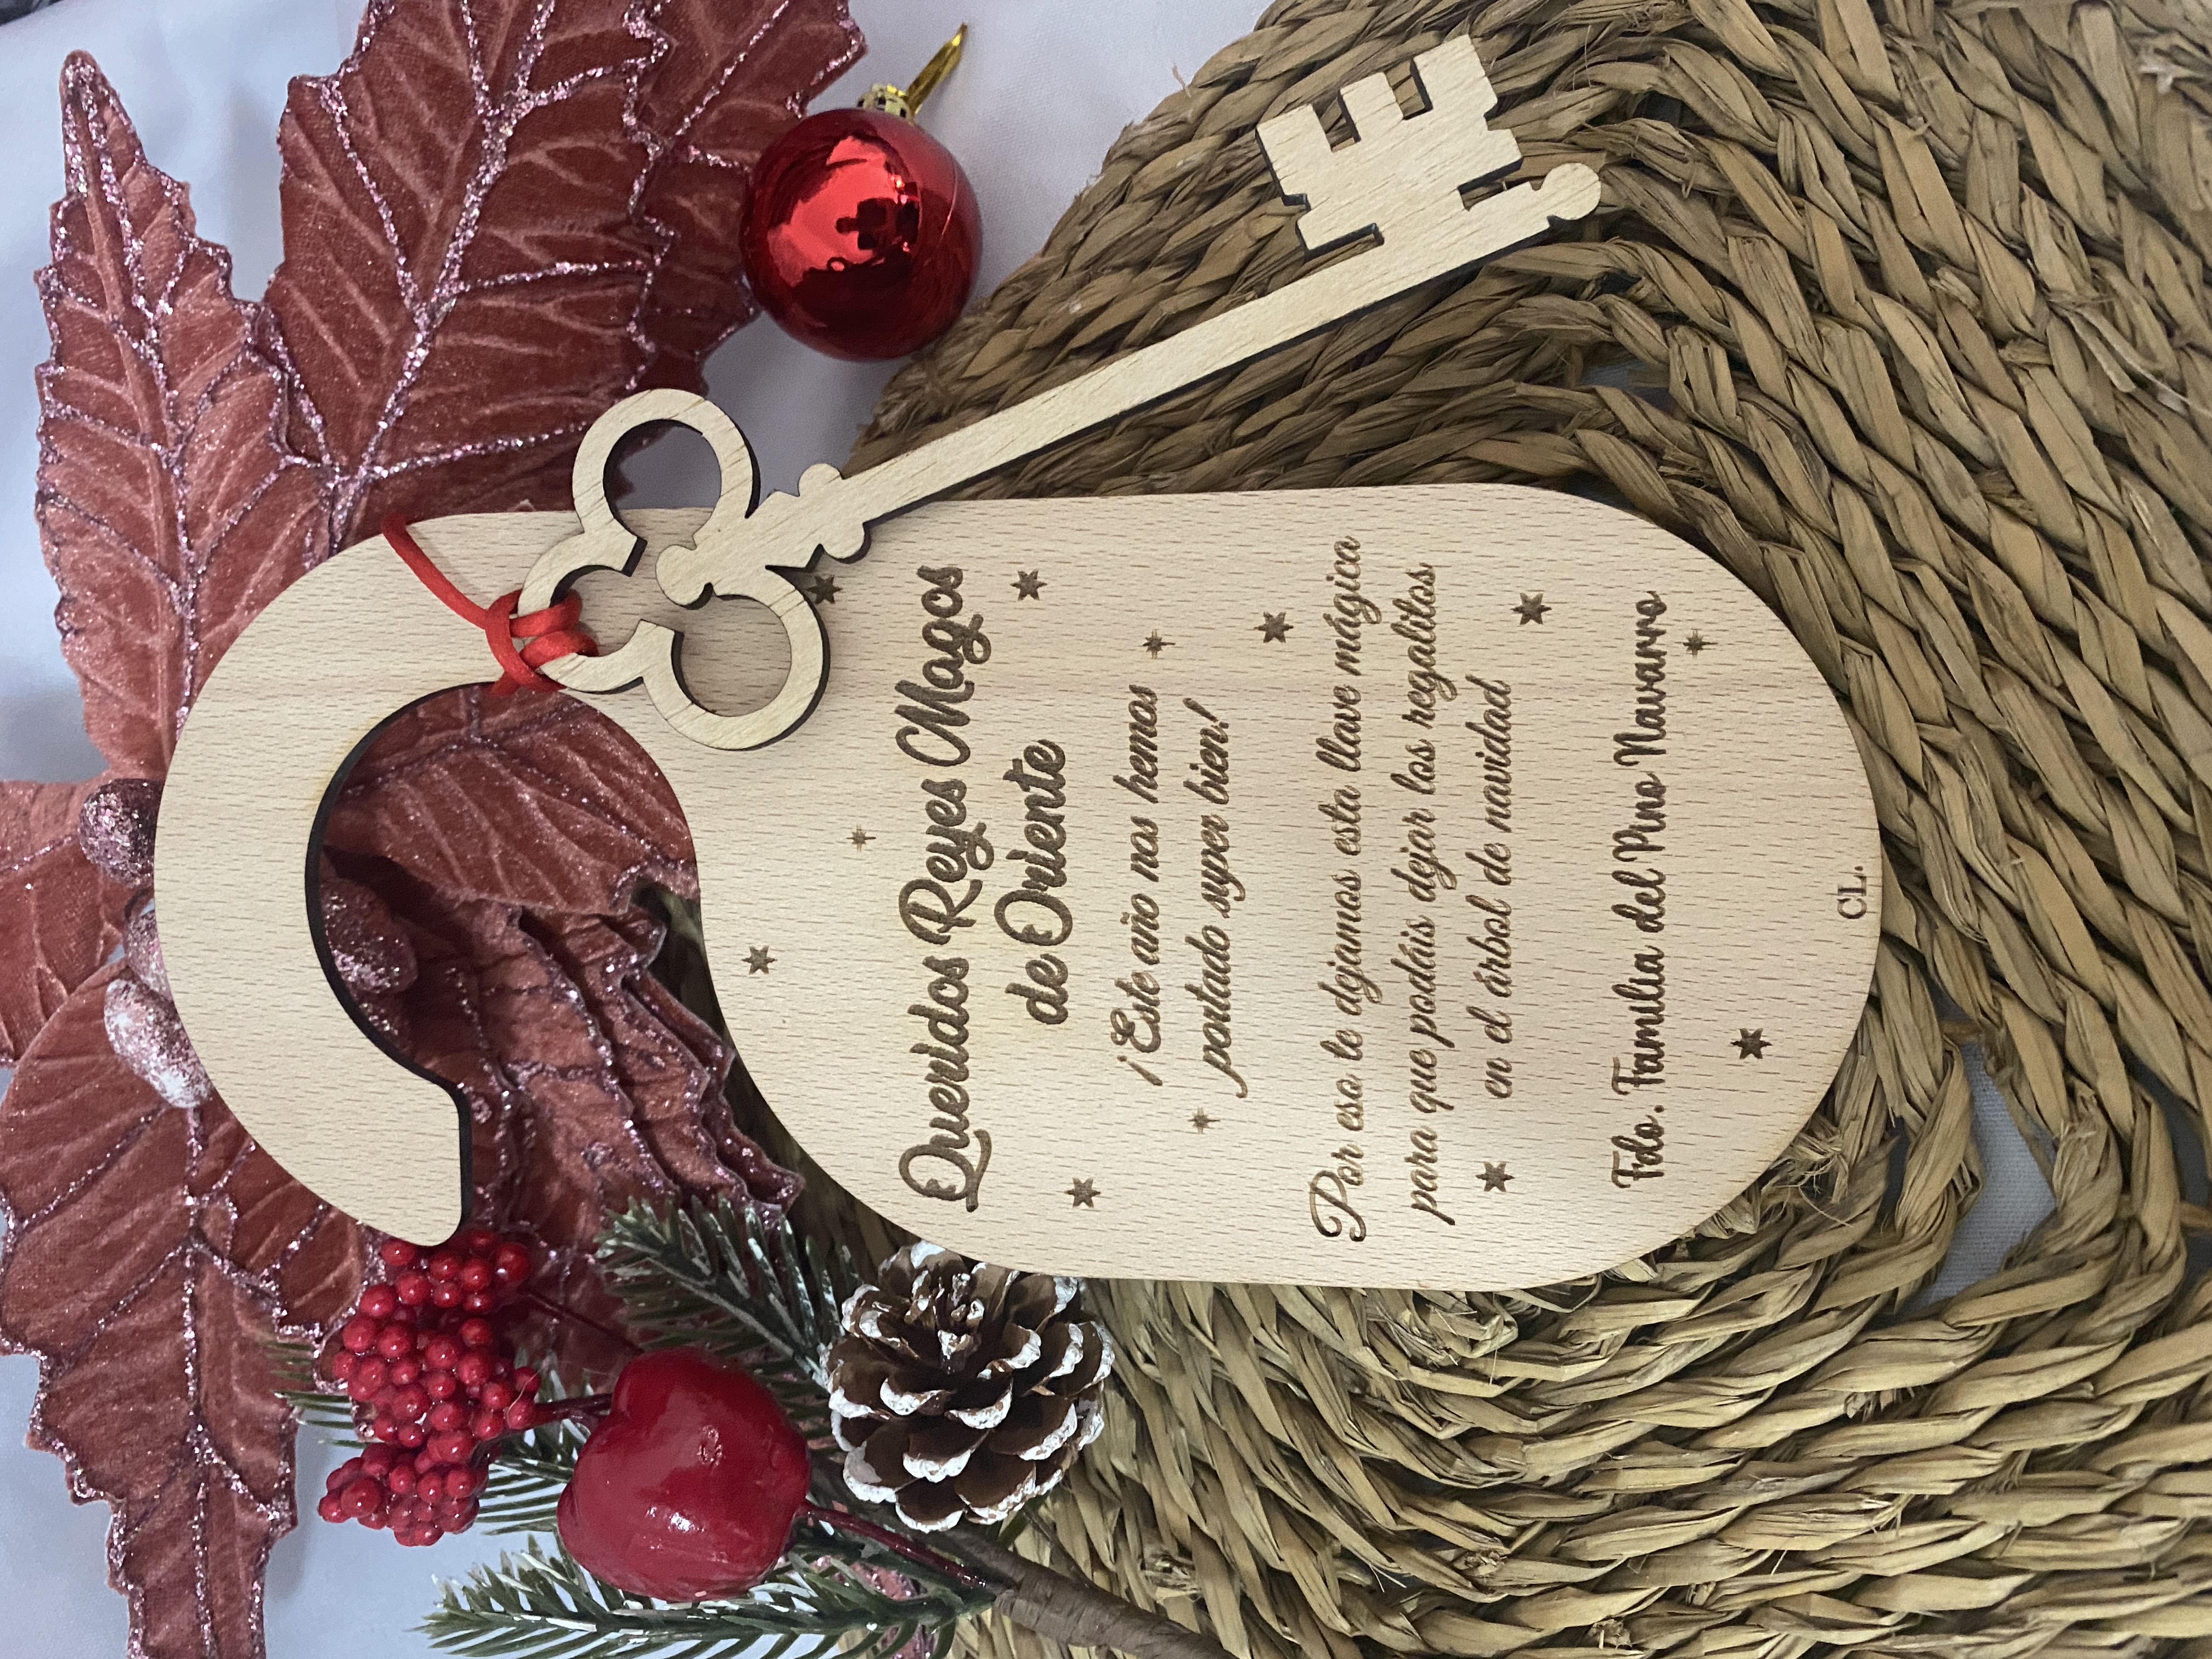 Queridos Reyes Magos
de Oriente
¡Este año nos hemos
portado super bien!
Por eso te dejamos esta llave mágica
para que podáis dejar los regalitos
en el árbol de navidad
Fdo. Familia del Pino Navarro
CL.